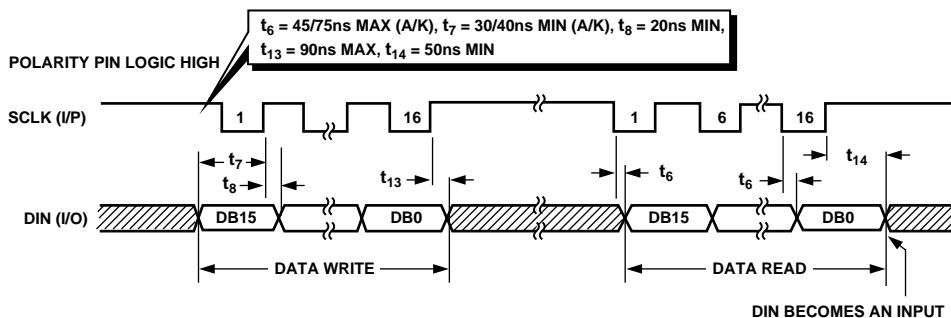 t6 = 45/75ns MAX (A/K), t7 = 30/40ns MIN (A/K), t8 = 20ns MIN,
t13 = 90ns MAX, t14 = 50ns MIN
POLARITY PIN LOGIC HIGH
SCLK (I/P)
1
16
1
6
16
t7
t8
t13
t6
t6
t14
DIN (I/O)
DB15
DB0
DB15
DB0
DATA WRITE
DATA READ
DIN BECOMES AN INPUT